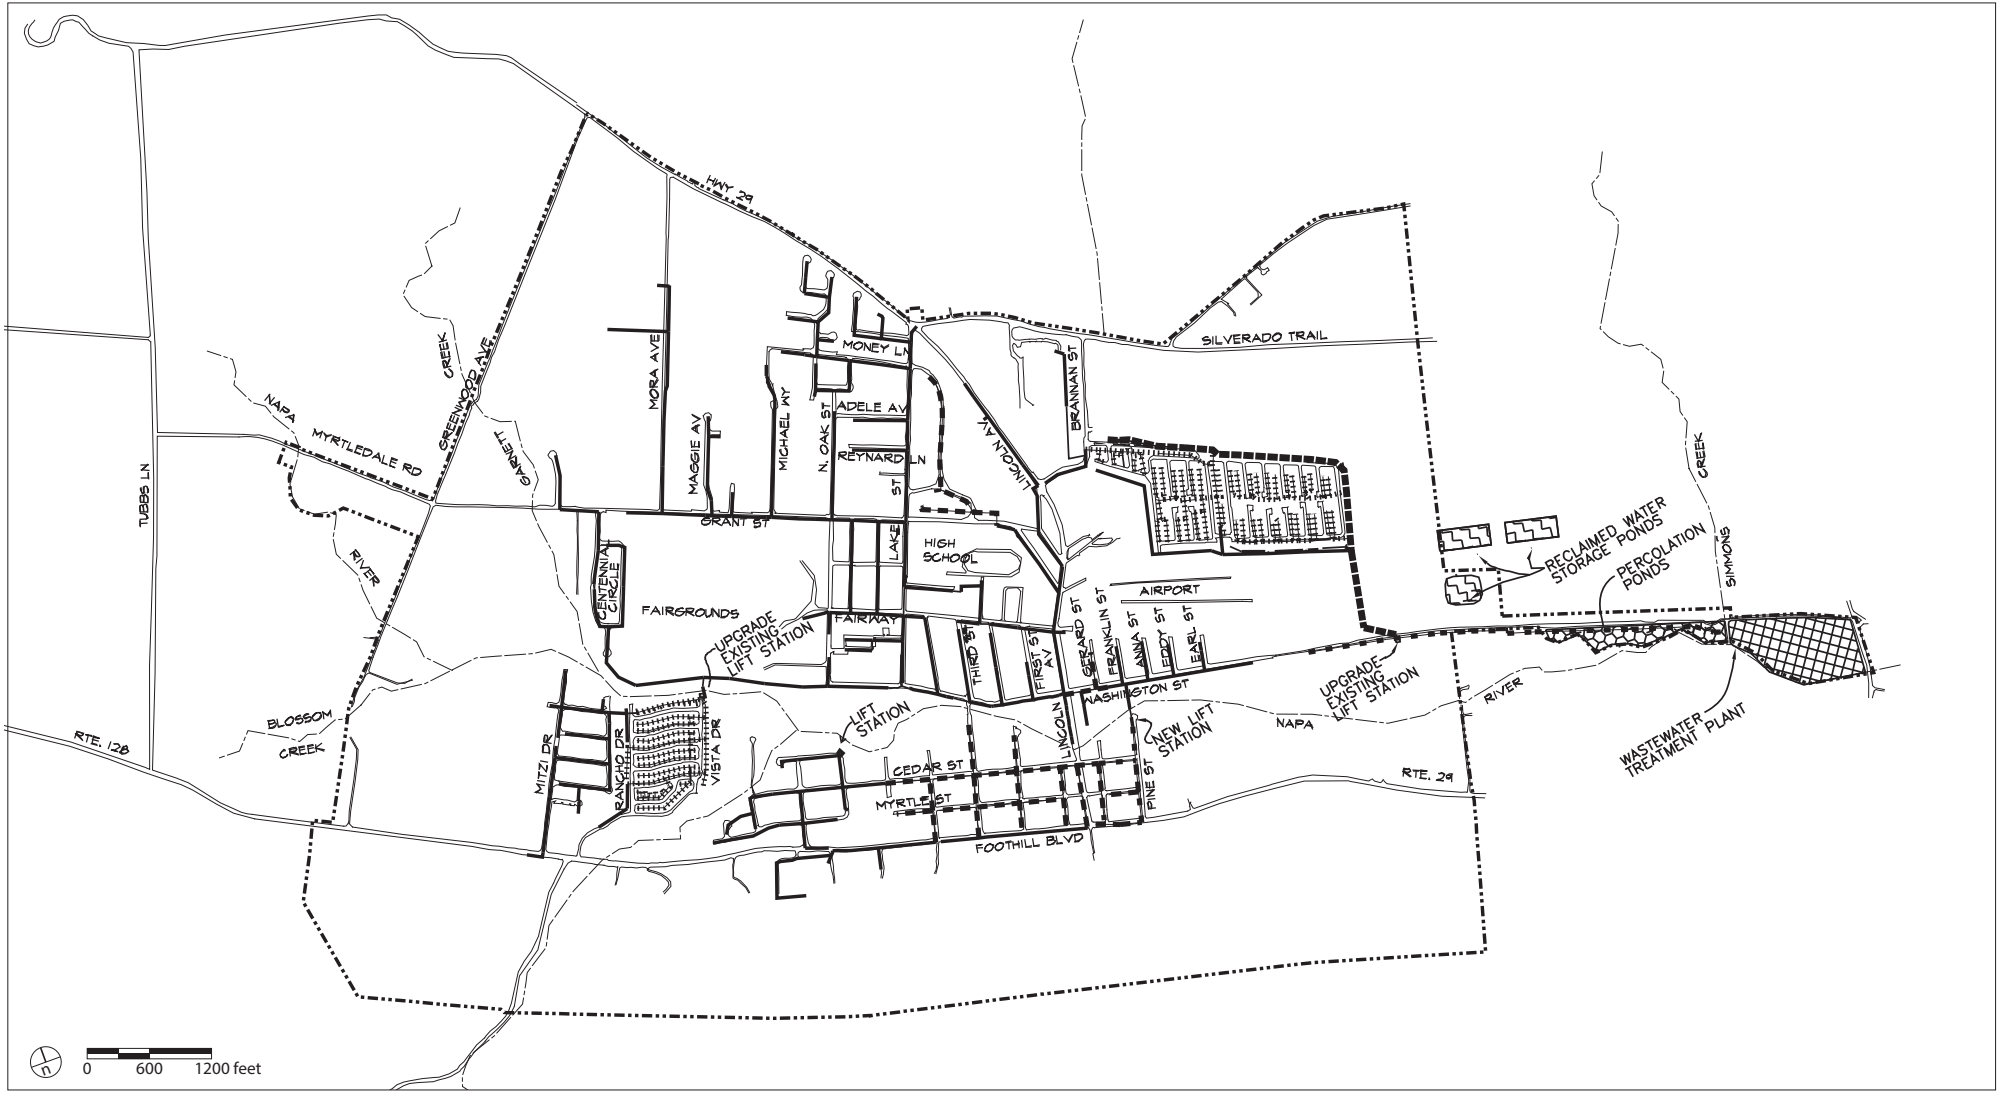 HWY 29
SILVERADO TRAIL
MONEY LN
BRANNAN ST
MORA AVE
CREEK
GREENWOOD AVE
NAPA
MYRTLEDALE RD
GARNETT
MAGGIE AV
MICHAEL WY
N. OAK ST
ADELE AV
REYNARD LN
LINCOLN AV
CREEK
TUBBS LN
GRANT ST
LAKE
ST
HIGH
SCHOOL
RECLAIMED WATER
STORAGE PONDS
PERCOLATION
PONDS
SIMMONS
RIVER
CENTENNIAL
CIRCLE
FAIRGROUNDS
AIRPORT
FAIRWAY
UPGRADE
EXISTING
LIFT STATION
THIRD ST
FIRST ST
AV
GERARD ST
FRANKLIN ST
ANNA ST
EDDY ST
EARL ST
WASHINGTON ST
UPGRADE
EXISTING
LIFT STATION
RIVER
BLOSSOM
CREEK
RTE. 128
LIFT
STATION
LINCOLN
NEW LIFT
STATION
NAPA
WASTEWATER
TREATMENT PLANT
MITZI DR
RANCHO DR
VISTA DR
CEDAR ST
MYRTLE ST
PINE ST
RTE. 29
FOOTHILL BLVD
n
0 600 1200 feet